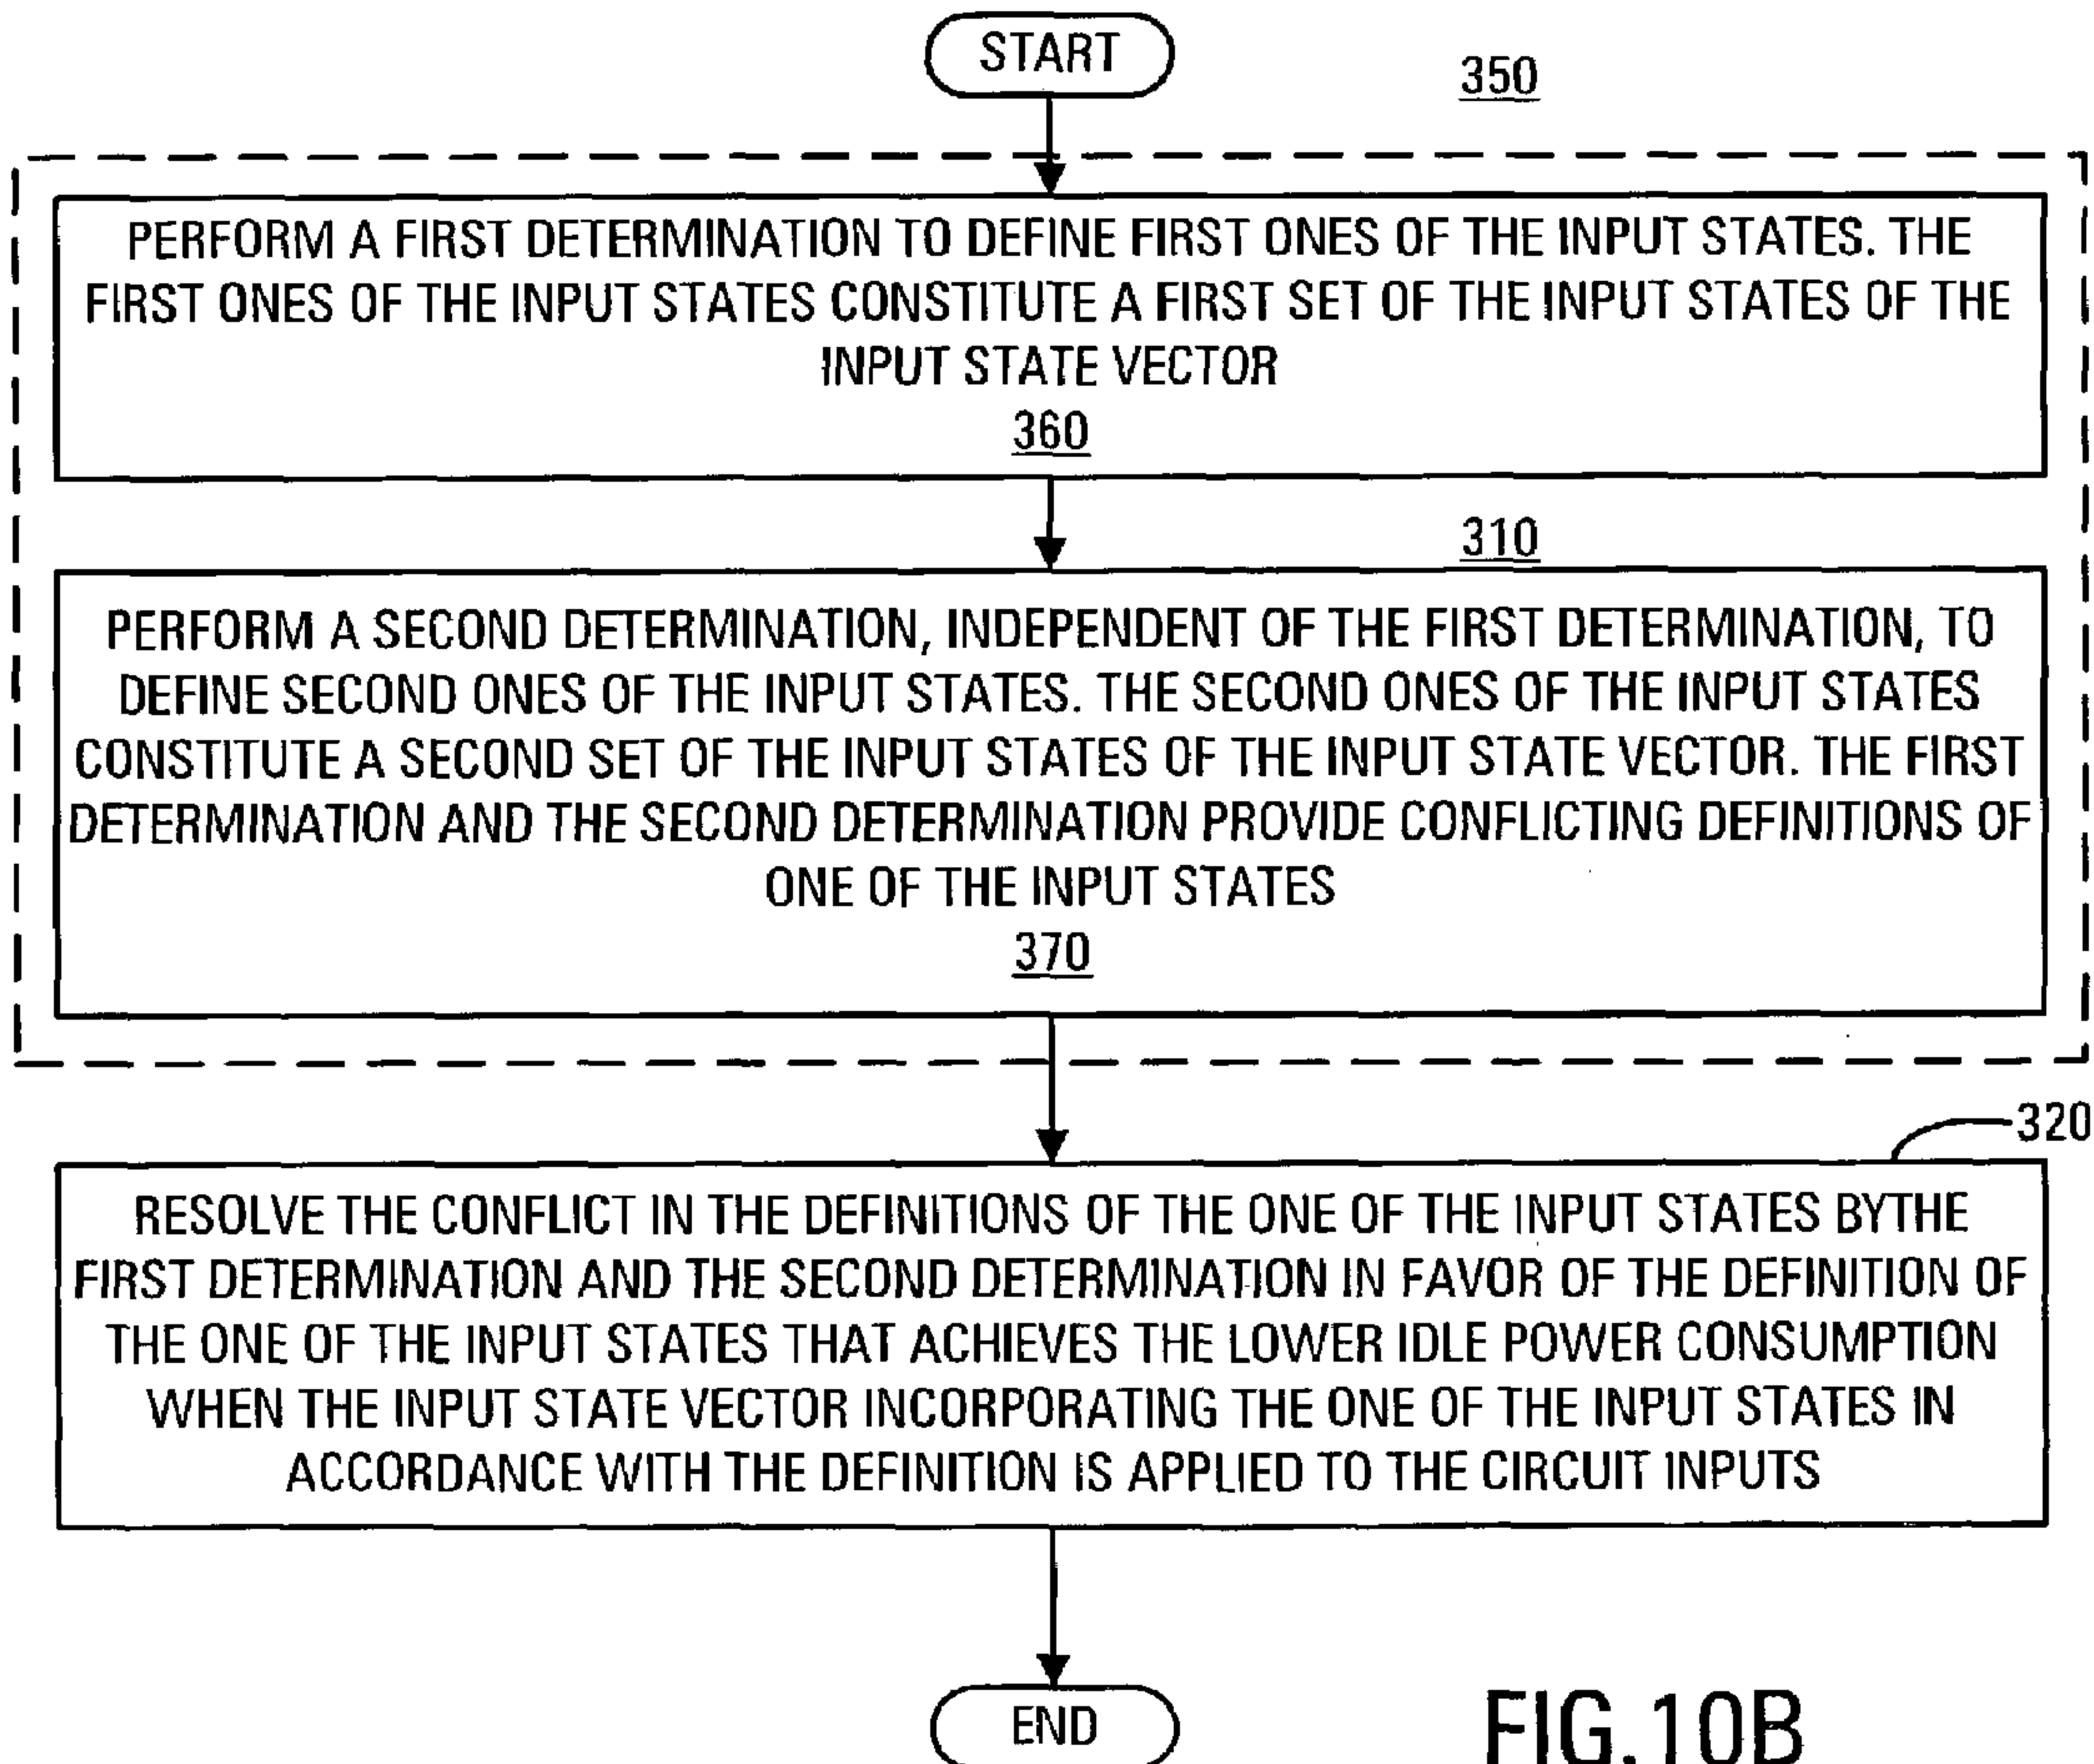 START
350
PERFORM A FIRST DETERMINATION TO DEFINE FIRST ONES OF THE INPUT STATES. THE
FIRST ONES OF THE INPUT STATES CONSTITUTE A FIRST SET OF THE INPUT STATES OF THE
INPUT STATE VECTOR
360
310
PERFORM A SECOND DETERMINATION, INDEPENDENT OF THE FIRST DETERMINATION, TO
DEFINE SECOND ONES OF THE INPUT STATES. THE SECOND ONES OF THE INPUT STATES
CONSTITUTE A SECOND SET OF THE INPUT STATES OF THE INPUT STATE VECTOR. THE FIRST
DETERMINATION AND THE SECOND DETERMINATION PROVIDE CONFLICTING DEFINITIONS OF
ONE OF THE INPUT STATES
370
320
RESOLVE THE CONFLICT IN THE DEFINITIONS OF THE ONE OF THE INPUT STATES BYTHE
FIRST DETERMINATION AND THE SECOND DETERMINATION IN FAVOR OF THE DEFINITION OF
THE ONE OF THE INPUT STATES THAT ACHIEVES THE LOWER IDLE POWER CONSUMPTION
WHEN THE INPUT STATE VECTOR INCORPORATING THE ONE OF THE INPUT STATES IN
ACCORDANCE WITH THE DEFINITION IS APPLIED TO THE CIRCUIT INPUTS
END
FIG.10B